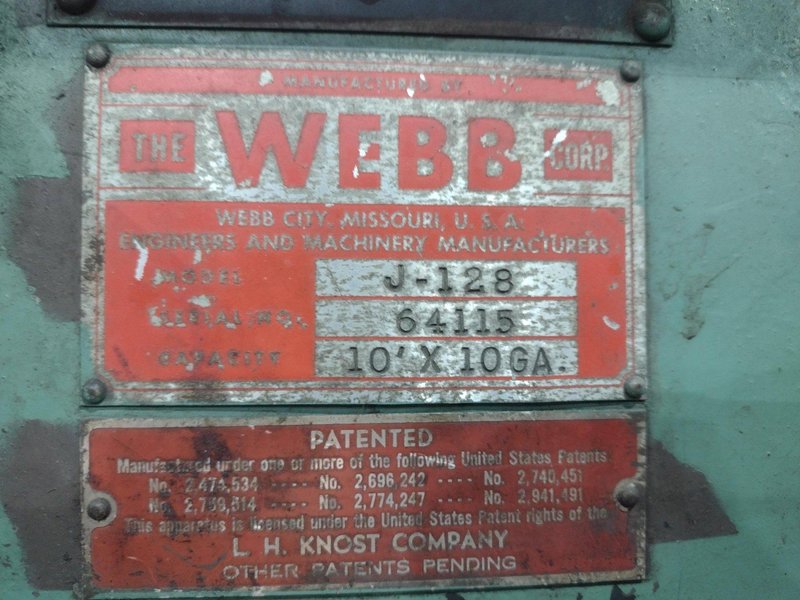 MANUFACTURED BY
THE WEBB CORP
WEBB CITY, MISSOURI, U. S. A.
ENGINEERS AND MACHINERY MANUFACTURERS
MODEL J-128
SERIAL NO. 64115
CAPACITY 10' X 10GA.
PATENTED
Manufactured under one or more of the following United States Patents
No. 2,474,534 ----- No. 2,696,242 ---- No. 2,740,451
No. 2,759,514 ---- No. 2,774,247 ---- No. 2,941,491
This apparatus is licensed under the United States Patent rights of the
L. H. KNOST COMPANY
OTHER PATENTS PENDING